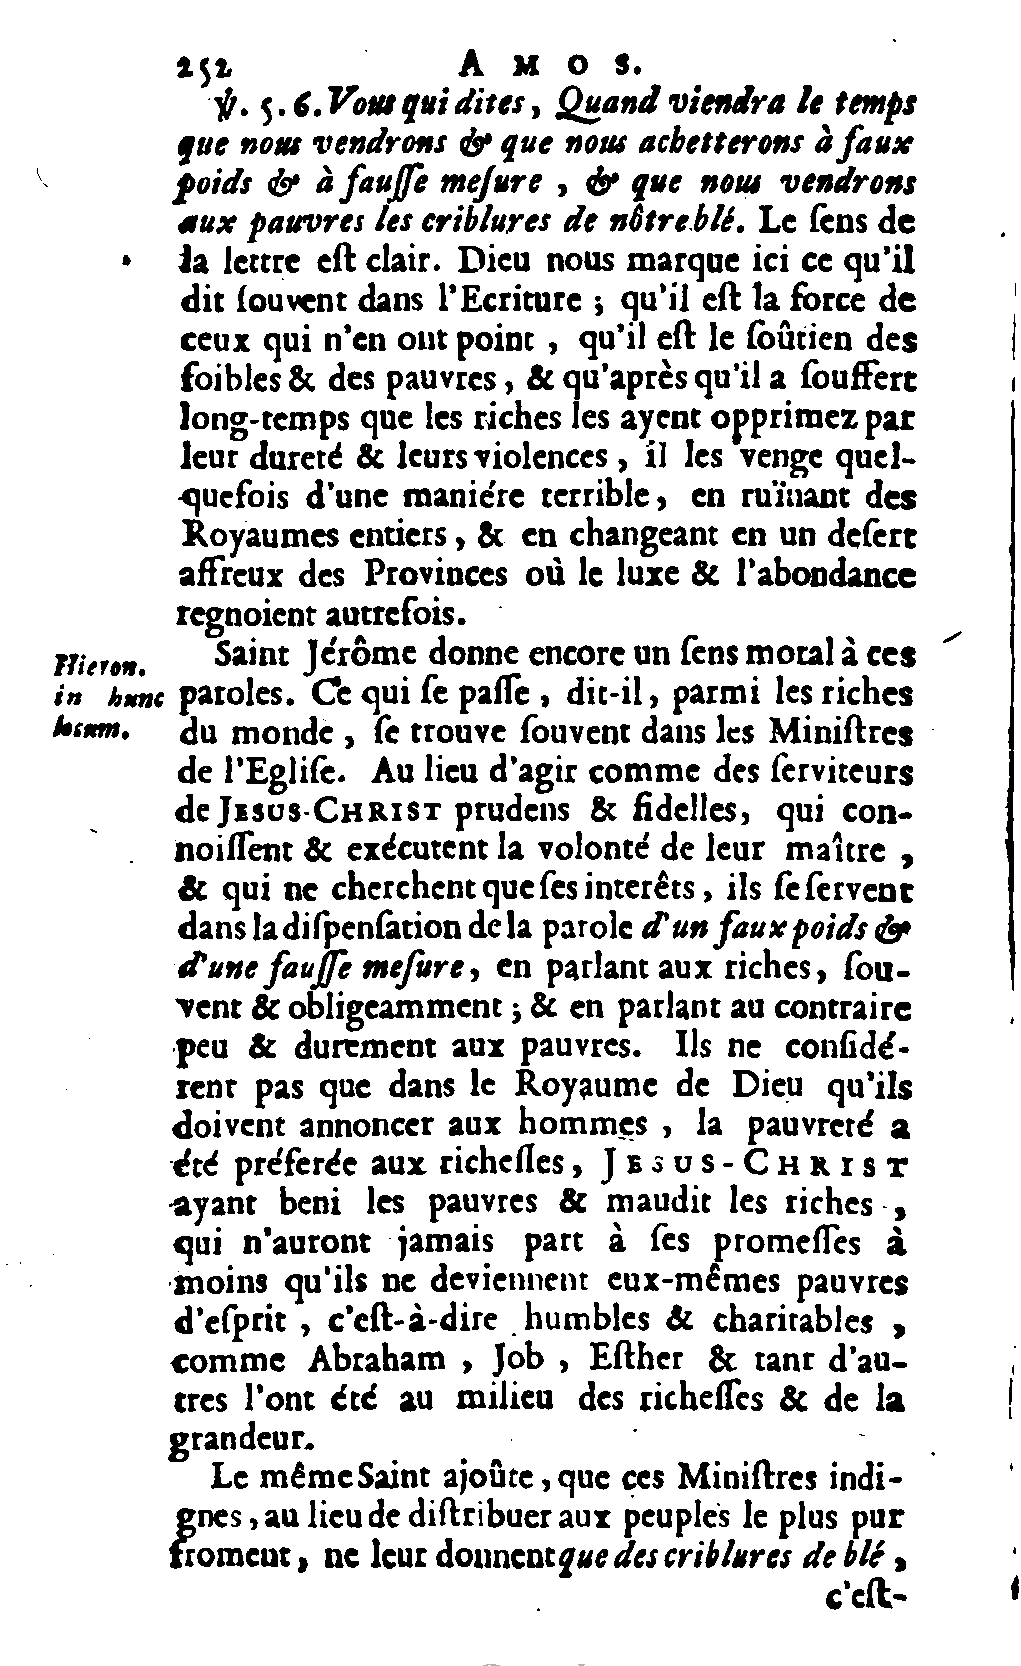 252 AMOS.
℣. 5. 6. Vous qui dites, Quand viendra le temps
que nous vendrons & que nous achetterons à faux
poids & à fauſſe meſure, & que nous vendrons
aux pauvres les criblures de nôtre blé. Le ſens de
la lettre eſt clair. Dieu nous marque ici ce qu'il
dit ſouvent dans l'Ecriture; qu'il eſt la force de
ceux qui n'en ont point, qu'il eſt le ſoûtien des
foibles & des pauvres, & qu'après qu'il a ſouffert
long-temps que les riches les ayent opprimez par
leur dureté & leurs violences, il les venge quel-
quefois d'une maniére terrible, en ruïnant des
Royaumes entiers, & en changeant en un deſert
affreux des Provinces où le luxe & l'abondance
regnoient autrefois.
Saint Jérôme donne encore un ſens moral à ces
Hieron.
in hunc
locum.
paroles. Ce qui ſe paſſe, dit-il, parmi les riches
du monde, ſe trouve ſouvent dans les Miniſtres
de l'Egliſe. Au lieu d'agir comme des ſerviteurs
de JESUS-CHRIST prudens & fidelles, qui con-
noiſſent & exécutent la volonté de leur maître,
& qui ne cherchent que ſes interêts, ils ſe ſervent
dans la diſpenſation de la parole d'un faux poids &
d'une fauſſe meſure, en parlant aux riches, ſou-
vent & obligeamment; & en parlant au contraire
peu & durement aux pauvres. Ils ne conſidé-
rent pas que dans le Royaume de Dieu qu'ils
doivent annoncer aux hommes, la pauvreté a
été préferée aux richeſſes, JESUS-CHRIST
ayant beni les pauvres & maudit les riches,
qui n'auront jamais part à ſes promeſſes à
moins qu'ils ne deviennent eux-mêmes pauvres
d'eſprit, c'eſt-à-dire humbles & charitables,
comme Abraham, Job, Eſther & tant d'au-
tres l'ont été au milieu des richeſſes & de la
grandeur.
Le même Saint ajoûte, que ces Miniſtres indi-
gnes, au lieu de diſtribuer aux peuples le plus pur
froment, ne leur donnent que des criblures de blé,
c'eſt-